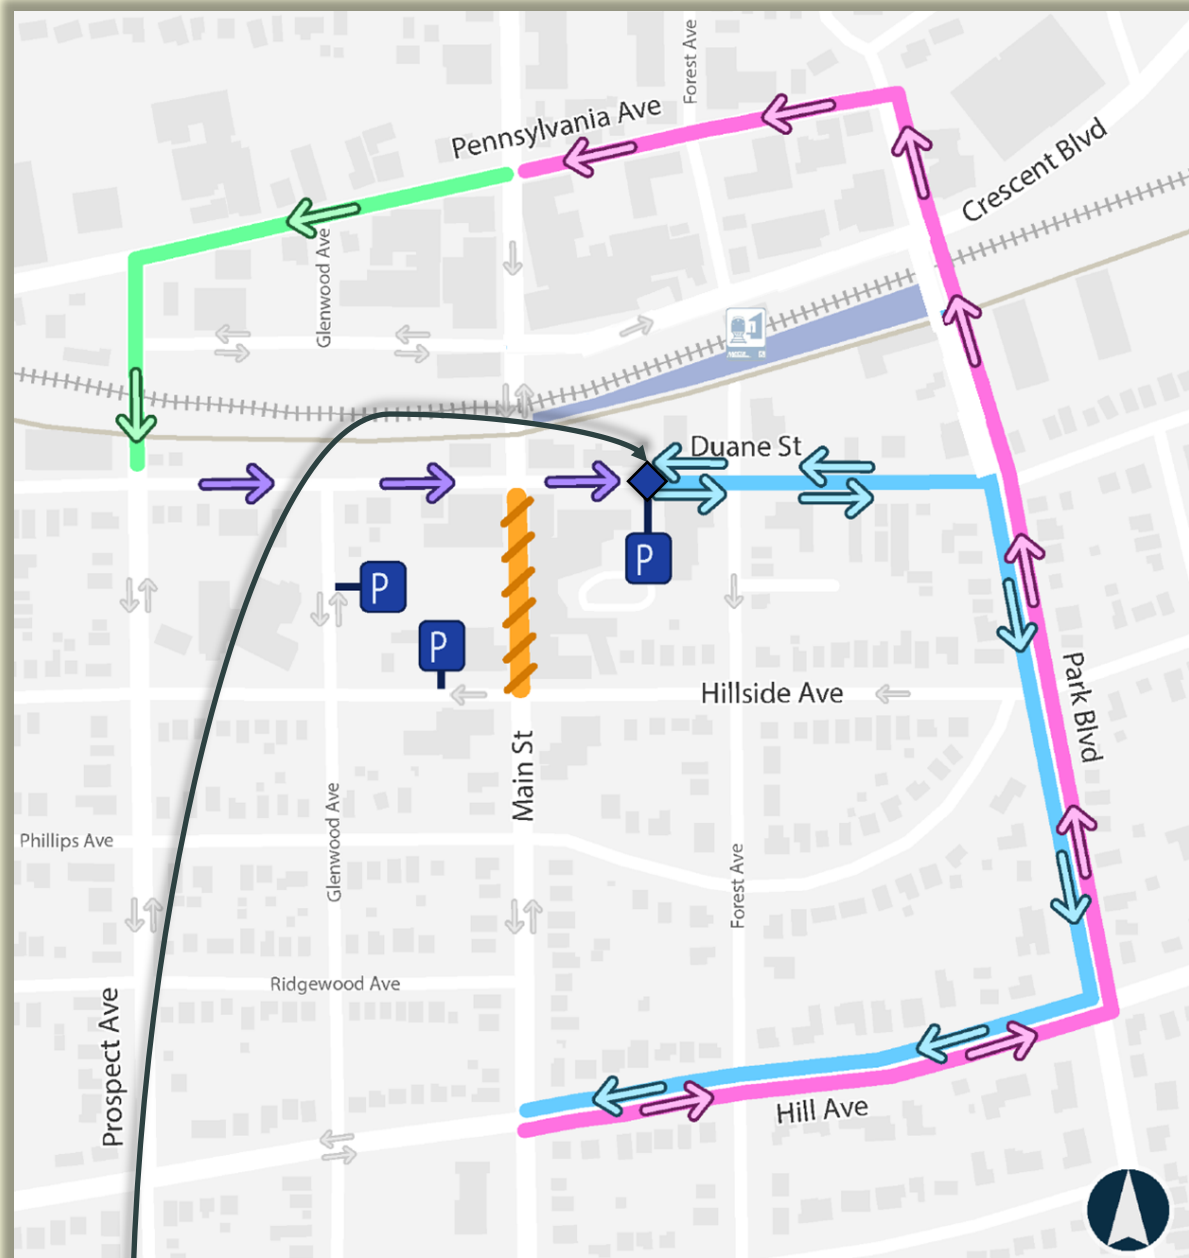 Forest Ave
Pennsylvania Ave
Crescent Blvd
Glenwood Ave
Duane St
P
P
P
Hillside Ave
Park Blvd
Main St
Phillips Ave
Glenwood Ave
Forest Ave
Ridgewood Ave
Prospect Ave
Hill Ave